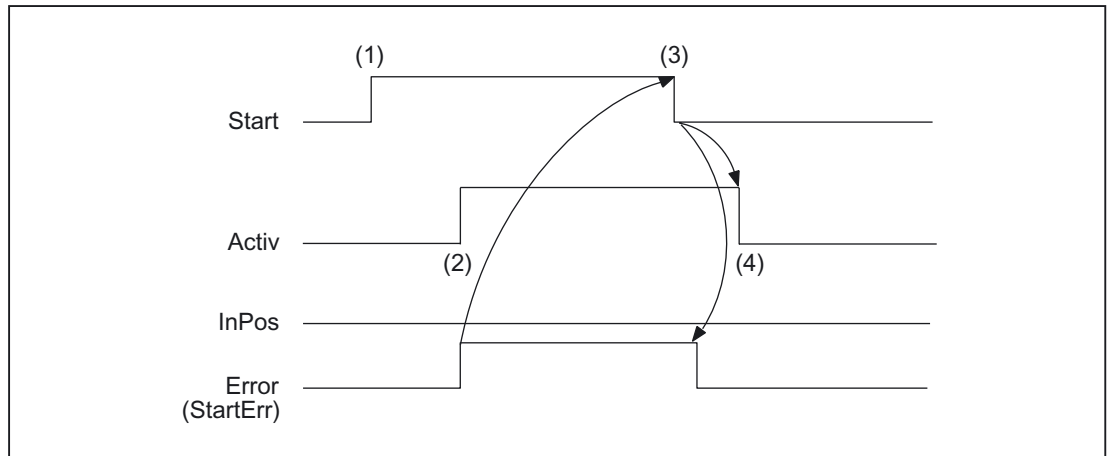 (1)
(3)
Start
Activ
(2)
(4)
InPos
Error
(StartErr)